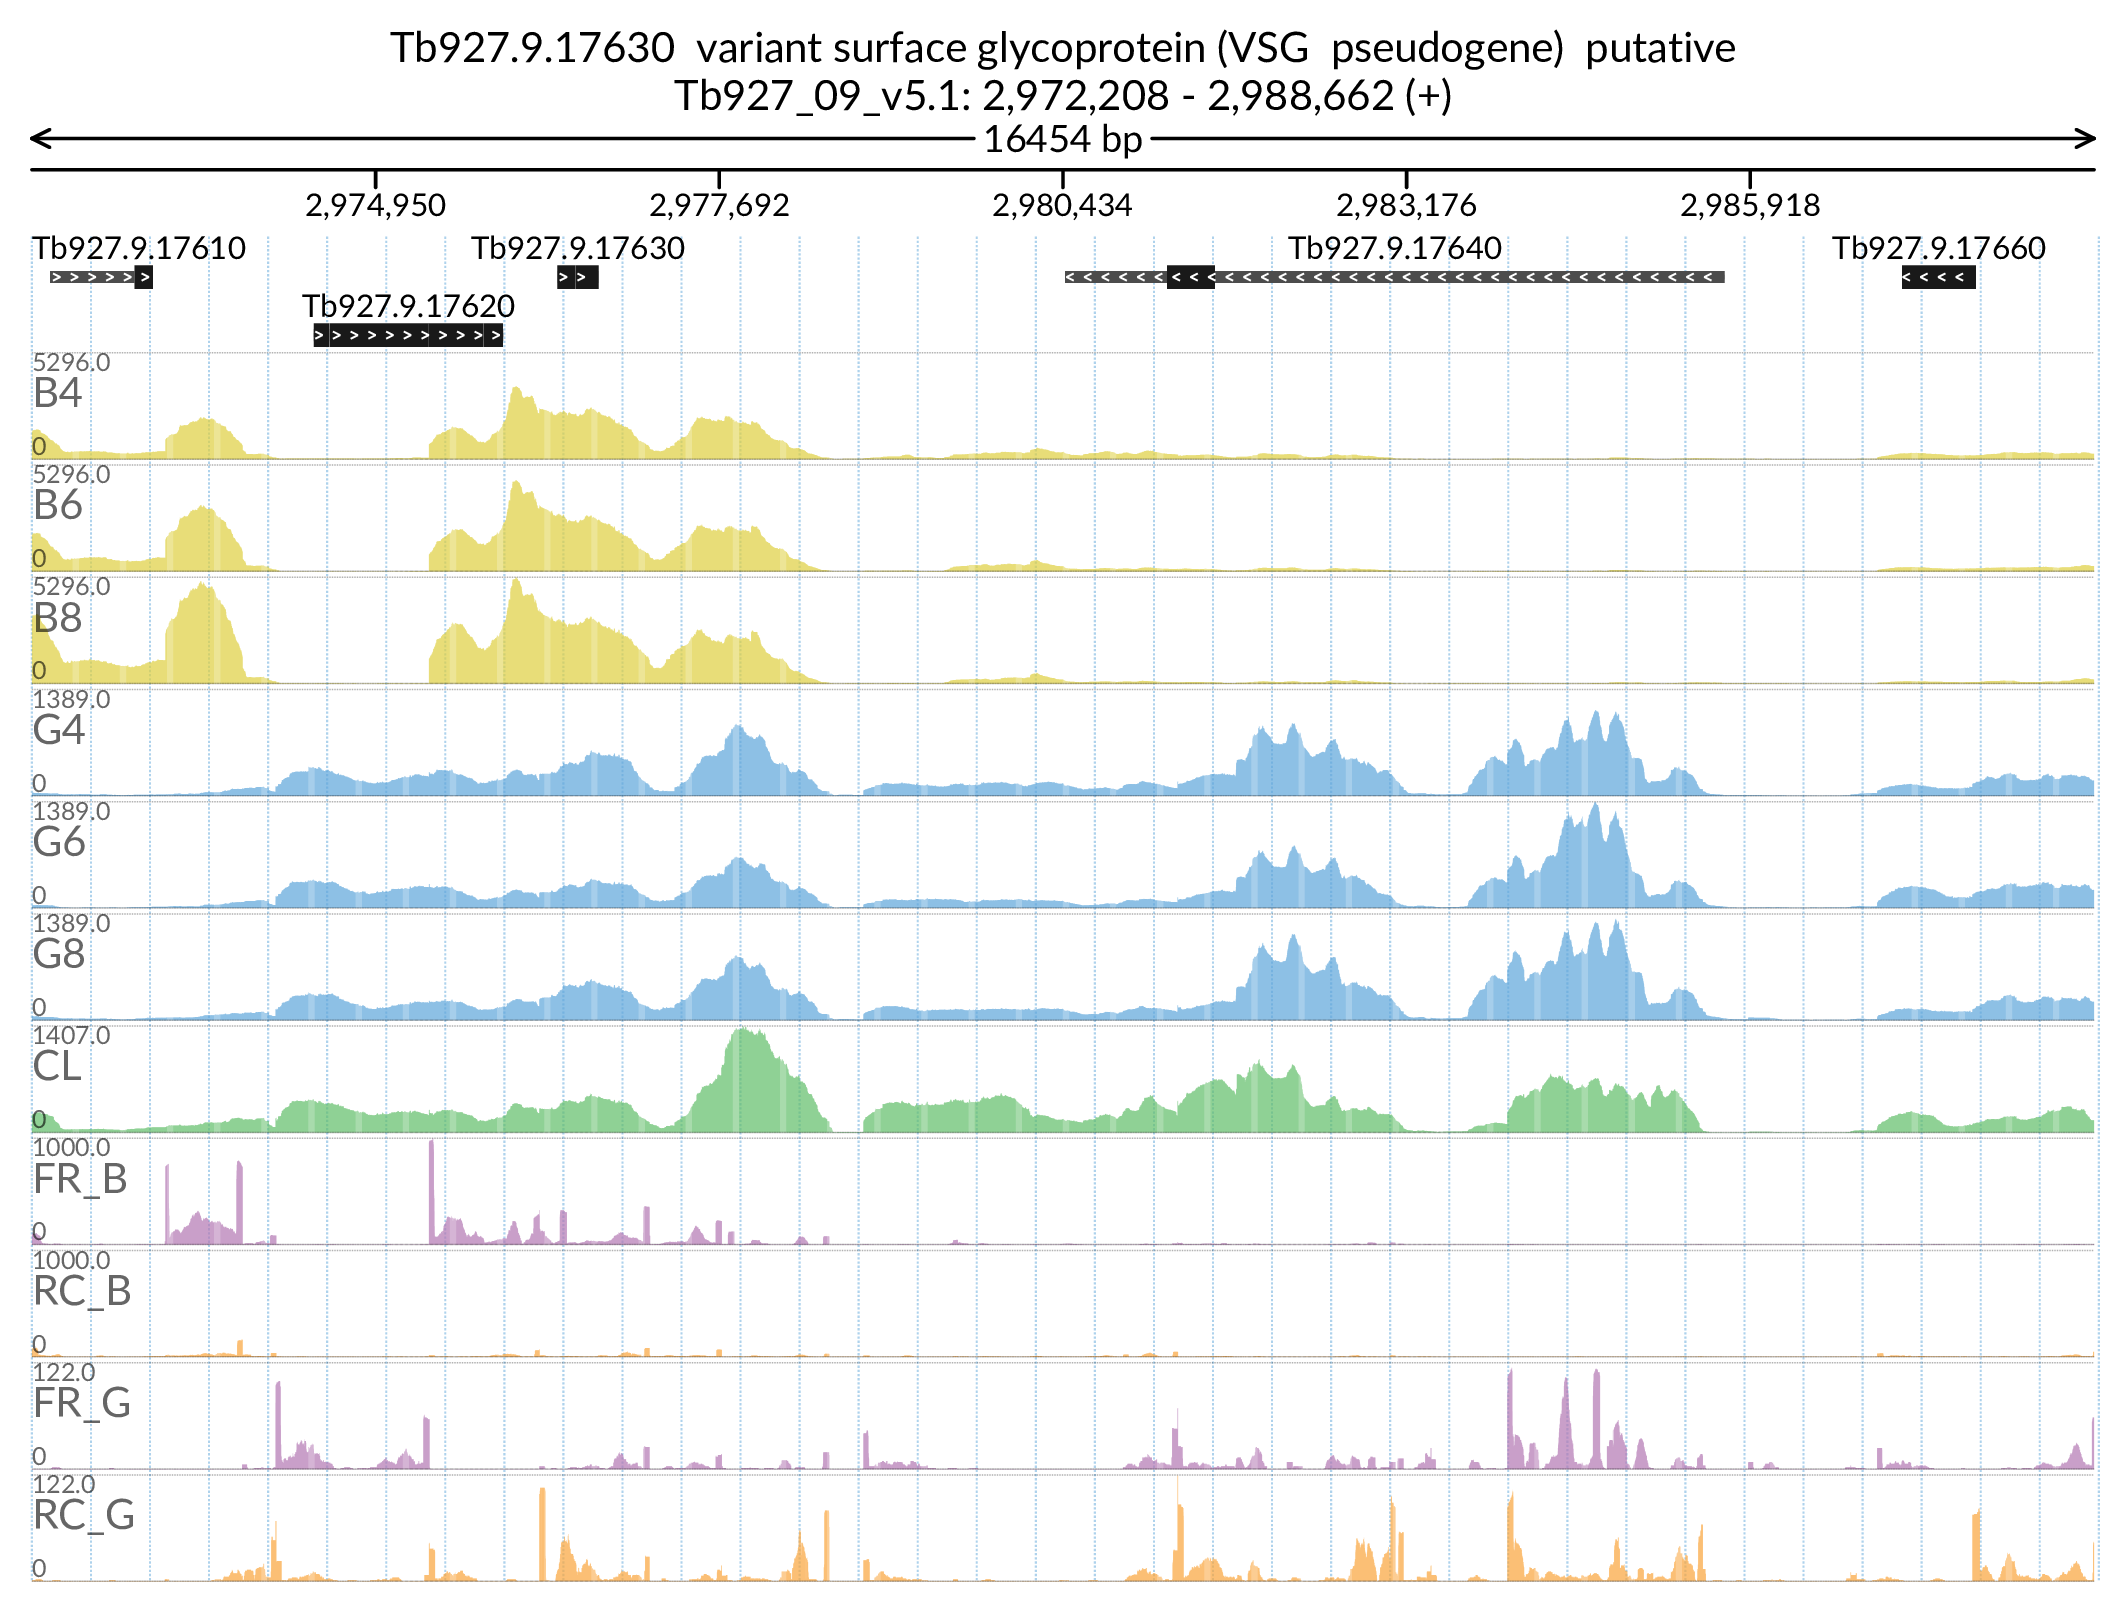 Tb927.9.17630  variant surface glycoprotein (VSG  pseudogene)  putative
Tb927_09_v5.1: 2,972,208 - 2,988,662 (+)
16454 bp
2,974,950 2,977,692 2,980,434 2,983,176 2,985,918
Tb927.9.17610 Tb927.9.17630 Tb927.9.17640 Tb927.9.17660
Tb927.9.17620
5296.0
B4
0
5296.0
B6
0
5296.0
B8
0
1389.0
G4
0
1389.0
G6
0
1389.0
G8
0
1407.0
CL
0
1000.0
FR_B
0
1000.0
RC_B
0
122.0
FR_G
0
122.0
RC_G
0